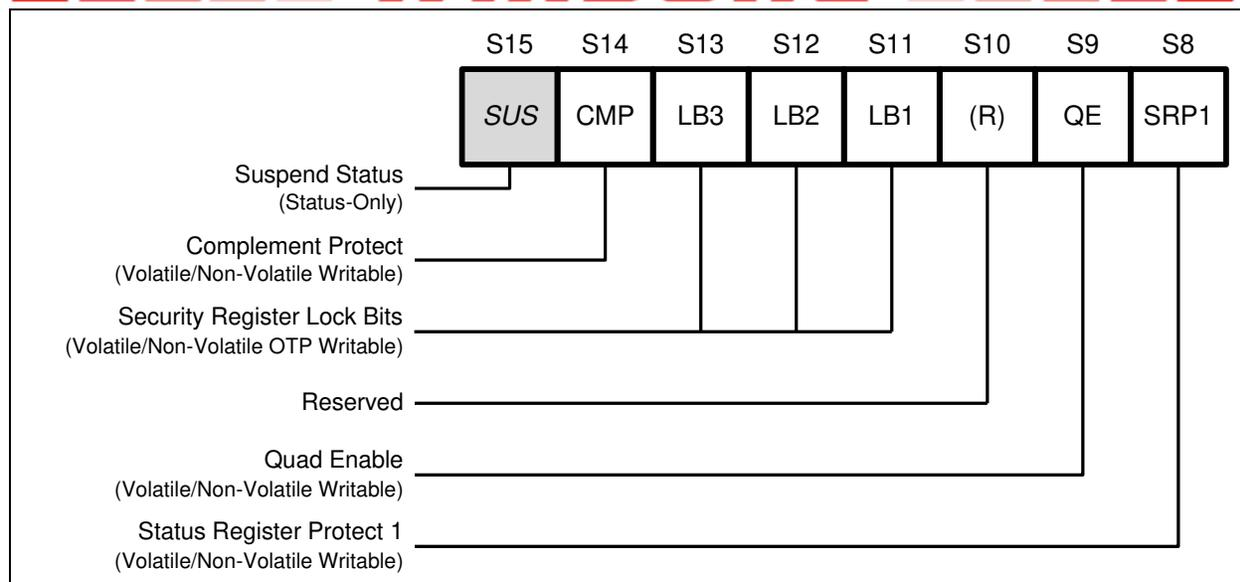 S15 S14 S13 S12 S11 S10 S9 S8
SUS CMP LB3 LB2 LB1 (R) QE SRP1
Suspend Status
(Status-Only)
Complement Protect
(Volatile/Non-Volatile Writable)
Security Register Lock Bits
(Volatile/Non-Volatile OTP Writable)
Reserved
Quad Enable
(Volatile/Non-Volatile Writable)
Status Register Protect 1
(Volatile/Non-Volatile Writable)